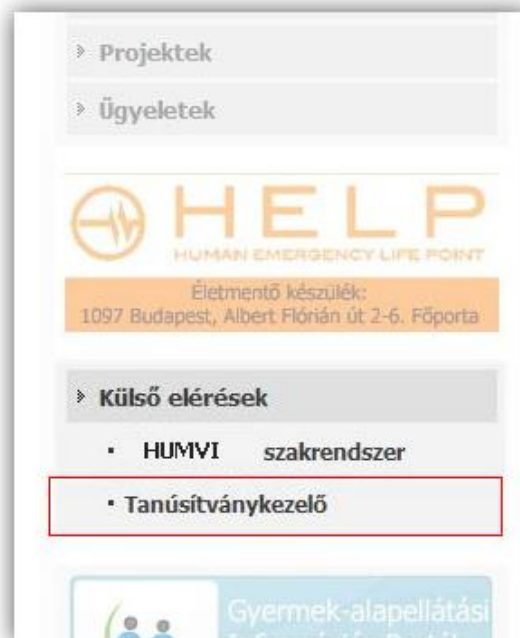 Projektek
Ügyeletek
HELP
HUMAN EMERGENCY LIFE POINT
Életmentő készülék:
1097 Budapest, Albert Flórián út 2-6. Főporta
Külső elérések
HUMVI szakrendszer
Tanúsítványkezelő
Gyermek-alapellátási